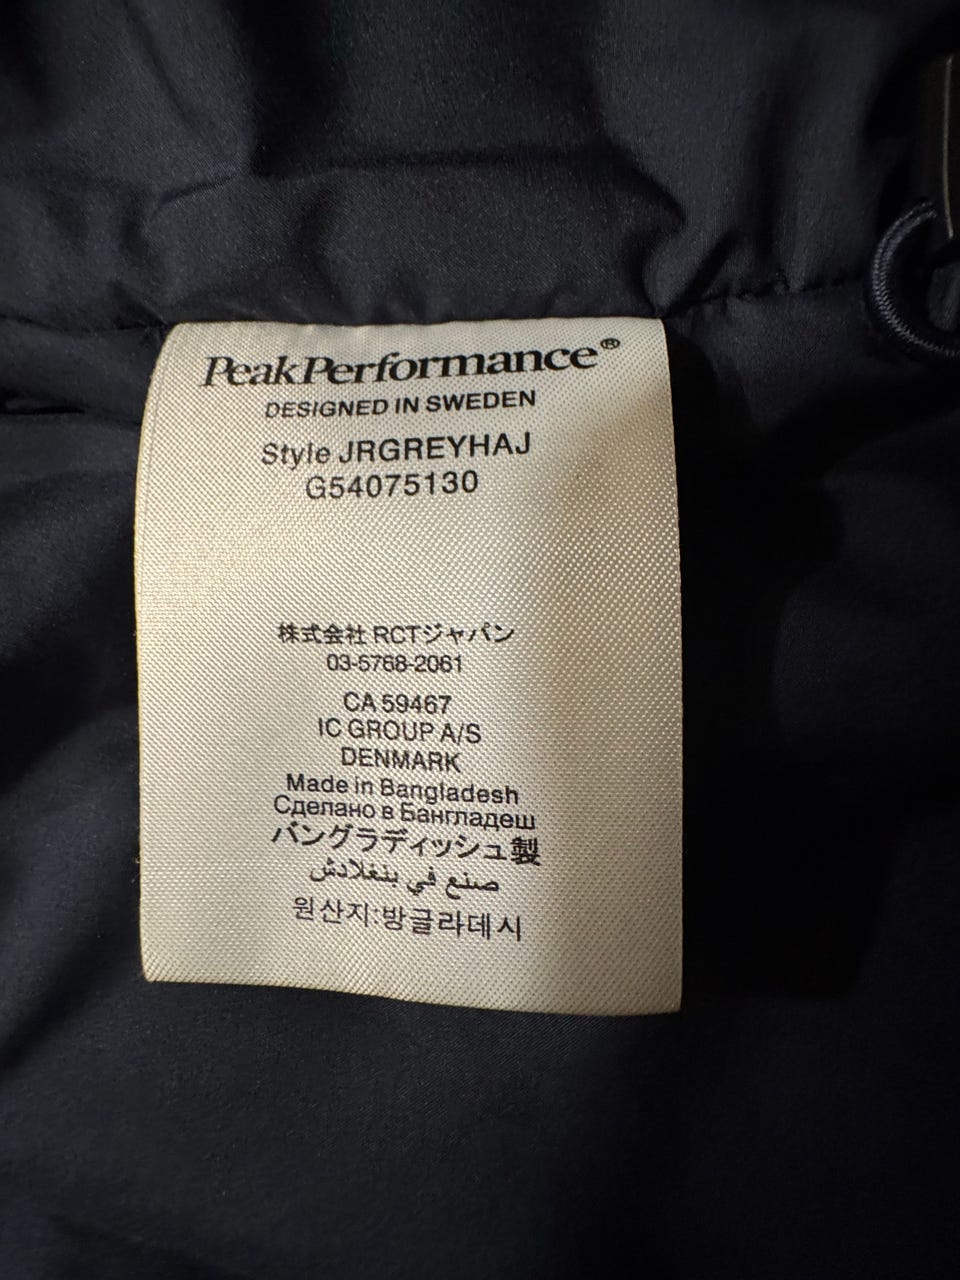 PeakPerformance®
DESIGNED IN SWEDEN
Style JRGREYHAJ
G54075130
株式会社 RCTジャパン
03-5768-2061
CA 59467
IC GROUP A/S
DENMARK
Made in Bangladesh
Сделано в Бангладеш
バングラディッシュ製
صنع في بنغلادش
원산지:방글라데시